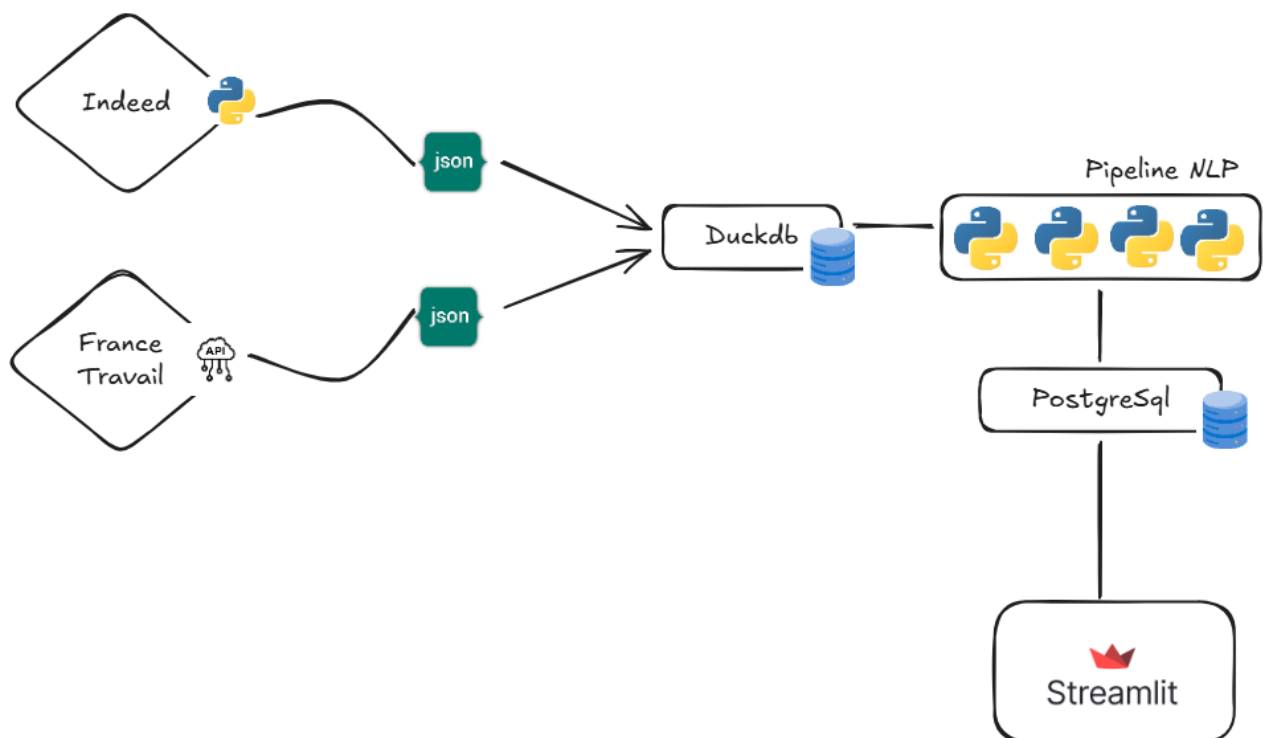 Indeed
json
Pipeline NLP
Duckdb
json
France
Travail
API
PostgreSql
Streamlit